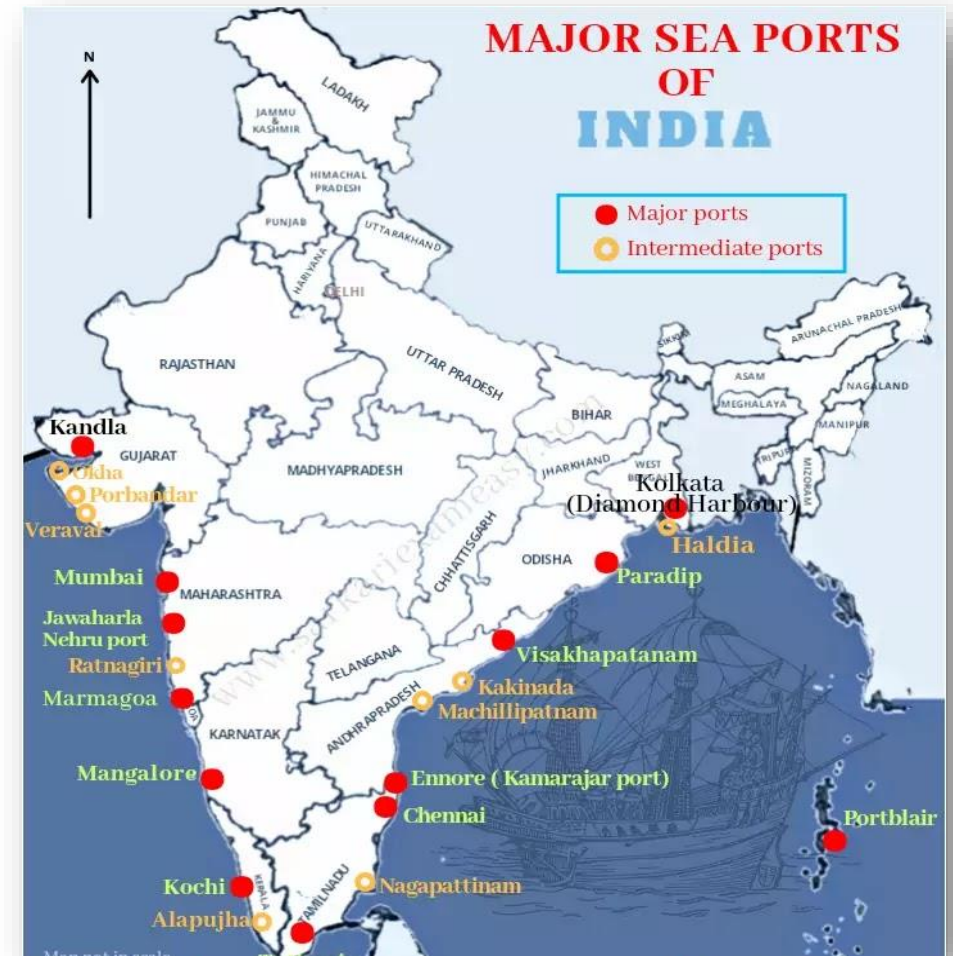 MAJOR SEA PORTS
OF
INDIA
N
Major ports
Intermediate ports
LADAKH
JAMMU
&
KASHMIR
HIMACHAL
PRADESH
PUNJAB
UTTARAKHAND
HARIYANA
DELHI
RAJASTHAN
UTTAR PRADESH
SIKKIM
ARUNACHAL PRADESH
ASAM
NAGALAND
MEGHALAYA
MANIPUR
BIHAR
Kandla
GUJARAT
MADHYAPRADESH
JHARKHAND
WEST
BENGAL
TRIPURA
MIZORAM
Okha
Porbandar
Veraval
Kolkata
(Diamond Harbour)
Haldia
CHHATTISGARH
ODISHA
Paradip
Mumbai
MAHARASHTRA
Jawaharla
Nehru port
Ratnagiri
TELANGANA
Visakhapatanam
Kakinada
Machillipatnam
ANDHRAPRADESH
Marmagoa
GOA
KARNATAK
Mangalore
Ennore ( Kamarajar port)
Chennai
Portblair
Kochi
KERALA
TAMILNADU
Nagapattinam
Alapujha
www.sarkariexameasy.com